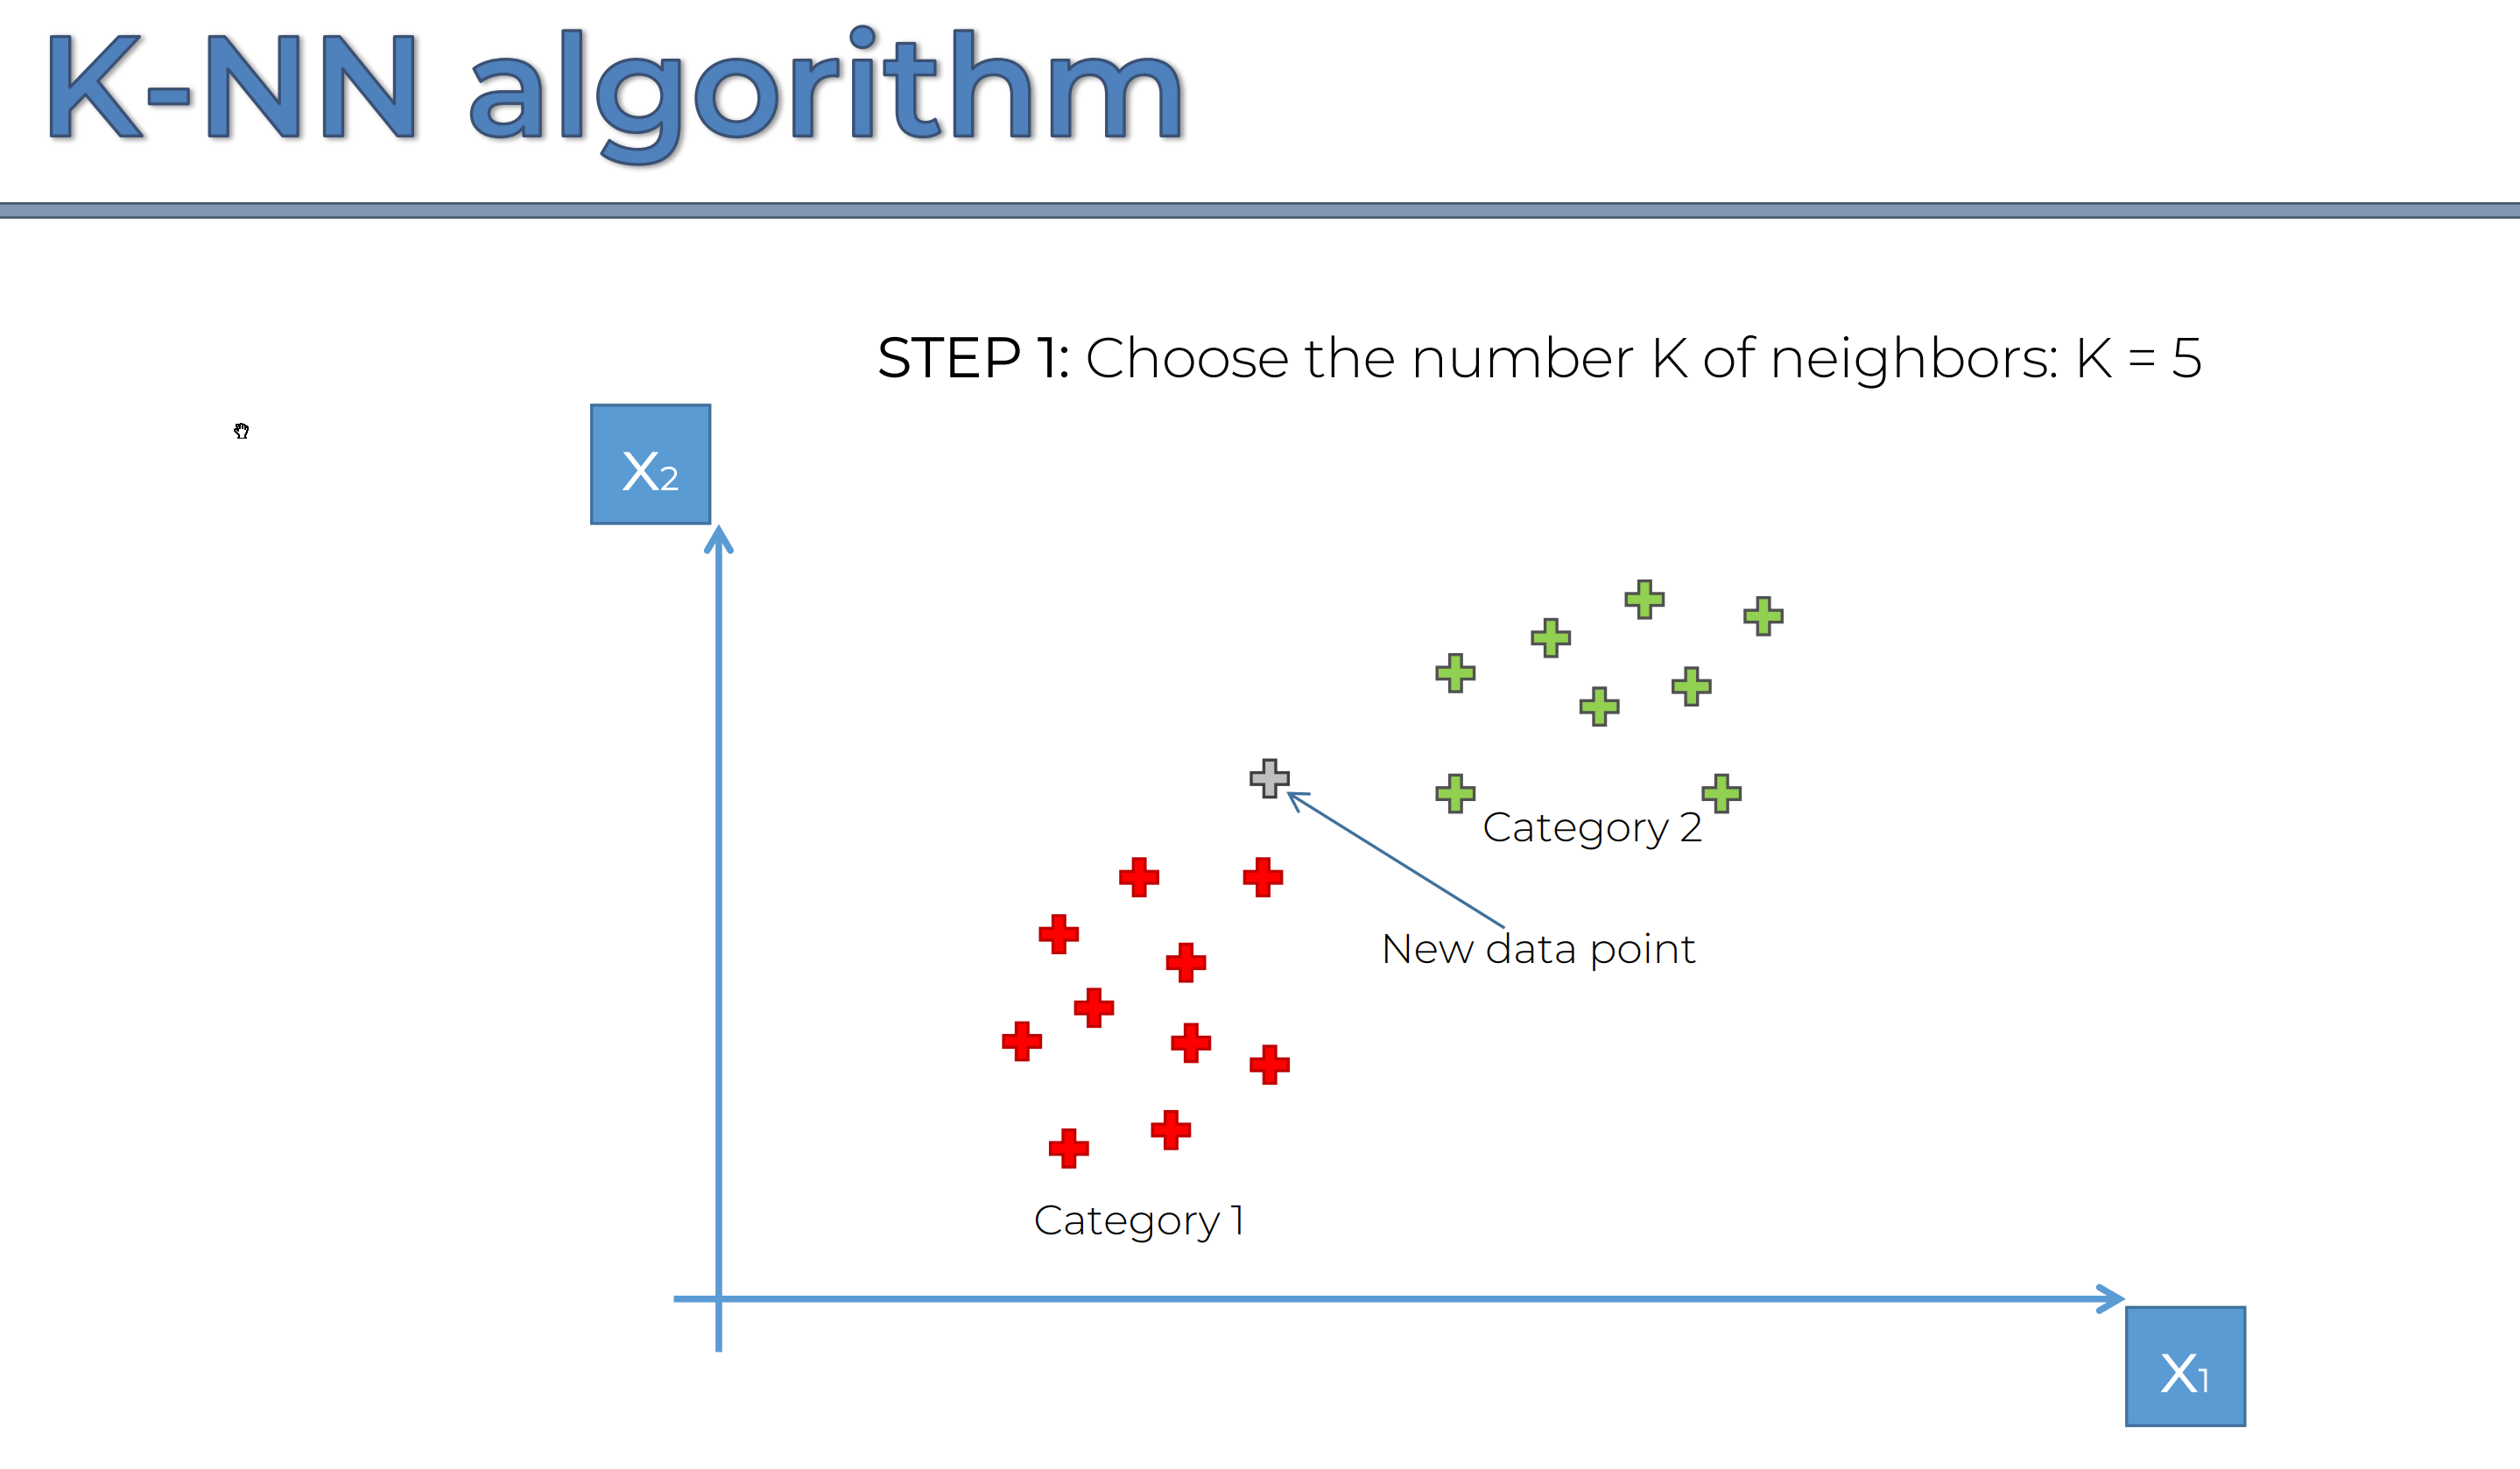 K-NN algorithm
STEP 1: Choose the number K of neighbors: K = 5
X2
Category 2
New data point
Category 1
X1